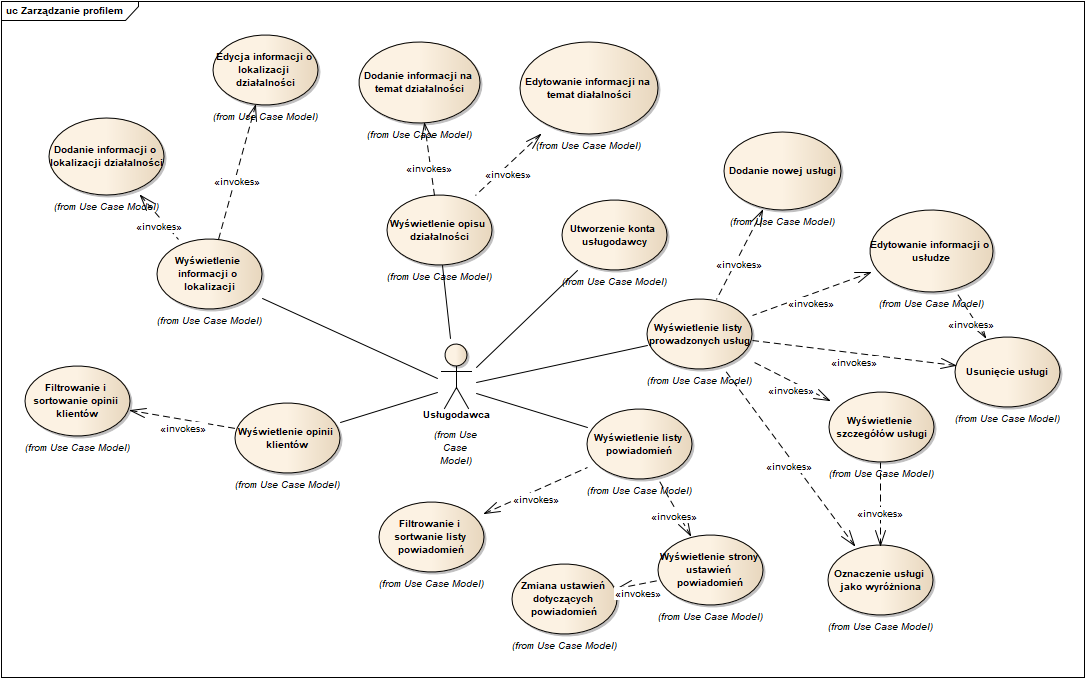 uc Zarządzanie profilem
Edycja informacji o
lokalizacji
działalności
(from Use Case Model)
Dodanie informacji na
temat działalności
(from Use Case Model)
Edytowanie informacji na
temat diałalności
(from Use Case Model)
Dodanie informacji o
lokalizacji działalności
(from Use Case Model)
«invokes»
«invokes»
«invokes»
«invokes»
Dodanie nowej usługi
(from Use Case Model)
Wyświetlenie opisu
działalności
(from Use Case Model)
Utworzenie konta
usługodawcy
(from Use Case Model)
Edytowanie informacji o
usłudze
(from Use Case Model)
Wyświetlenie
informacji o
lokalizacji
(from Use Case Model)
«invokes»
«invokes»
«invokes»
Wyświetlenie listy
prowadzonych usług
(from Use Case Model)
«invokes»
Usunięcie usługi
(from Use Case Model)
Filtrowanie i
sortowanie opinii
klientów
(from Use Case Model)
«invokes»
Wyświetlenie opinii
klientów
(from Use Case Model)
Usługodawca
(from Use
Case
Model)
«invokes»
Wyświetlenie
szczegółów usługi
(from Use Case Model)
Wyświetlenie listy
powiadomień
(from Use Case Model)
«invokes»
«invokes»
«invokes»
«invokes»
Filtrowanie i
sortwanie listy
powiadomień
(from Use Case Model)
Wyświetlenie strony
ustawień
powiadomień
(from Use Case Model)
«invokes»
Zmiana ustawień
dotyczących
powiadomień
(from Use Case Model)
Oznaczenie usługi
jako wyróżniona
(from Use Case Model)